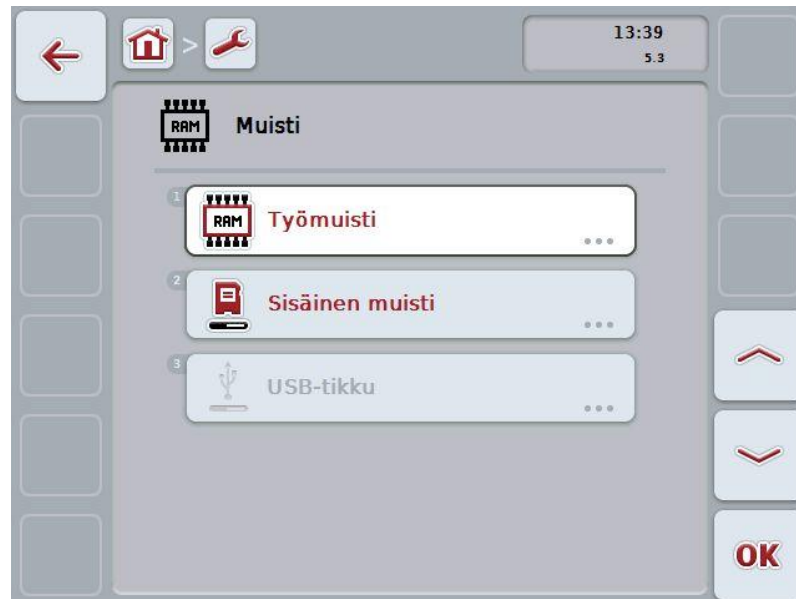 13:39
5.3
RAM
Muisti
1
RAM
Työmuisti
2
Sisäinen muisti
3
USB-tikku
OK